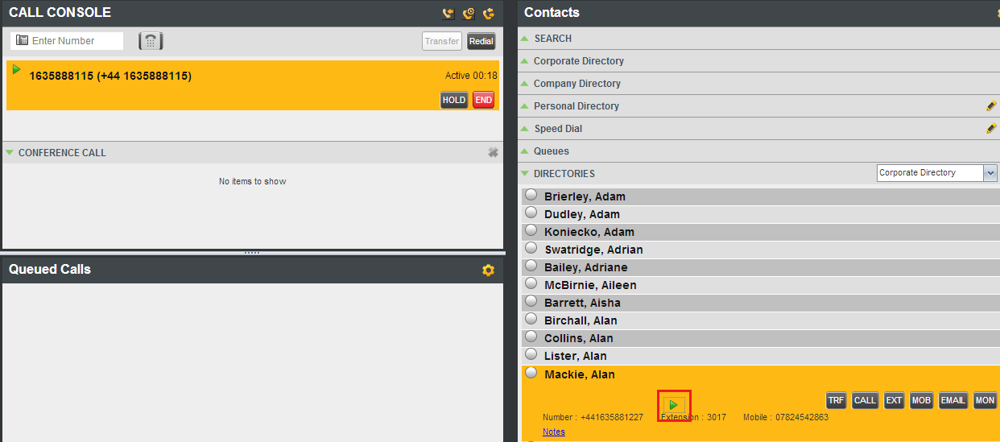 CALL CONSOLE
Enter Number
Transfer
Redial
1635888115 (+44 1635888115)
Active 00:18
HOLD
END
CONFERENCE CALL
No items to show
Queued Calls
Contacts
SEARCH
Corporate Directory
Company Directory
Personal Directory
Speed Dial
Queues
DIRECTORIES
Corporate Directory
Brierley, Adam
Dudley, Adam
Koniecko, Adam
Swatridge, Adrian
Bailey, Adriane
McBirnie, Aileen
Barrett, Aisha
Birchall, Alan
Collins, Alan
Lister, Alan
Mackie, Alan
TRF CALL EXT MOB EMAIL MON
Number : +441635881227 Extension : 3017 Mobile : 07824542863
Notes